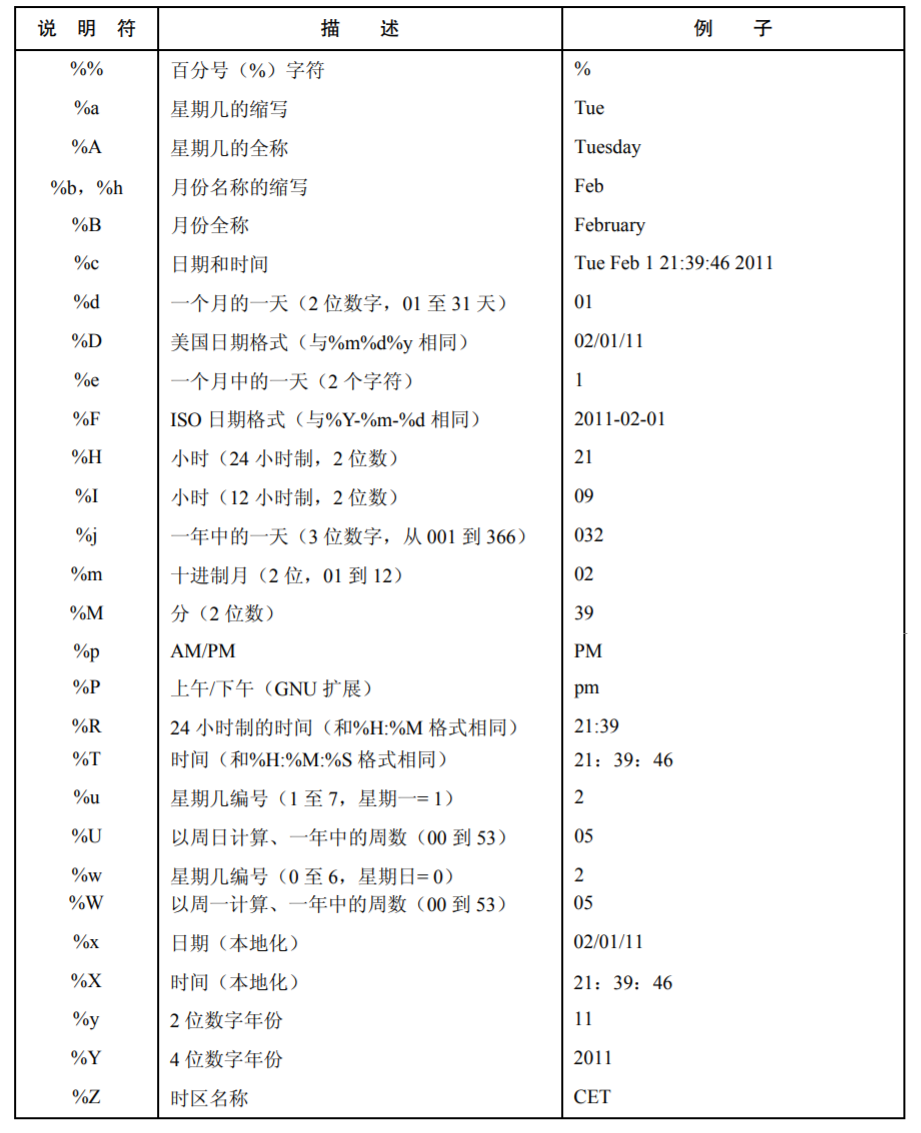 说 明 符 描 述 例 子
%% 百分号（%）字符 %
%a 星期几的缩写 Tue
%A 星期几的全称 Tuesday
%b，%h 月份名称的缩写 Feb
%B 月份全称 February
%c 日期和时间 Tue Feb 1 21:39:46 2011
%d 一个月的一天（2 位数字，01 至 31 天） 01
%D 美国日期格式（与%m%d%y 相同） 02/01/11
%e 一个月中的一天（2 个字符） 1
%F ISO 日期格式（与%Y-%m-%d 相同） 2011-02-01
%H 小时（24 小时制，2 位数） 21
%I 小时（12 小时制，2 位数） 09
%j 一年中的一天（3 位数字，从 001 到 366） 032
%m 十进制月（2 位，01 到 12） 02
%M 分（2 位数） 39
%p AM/PM PM
%P 上午/下午（GNU 扩展） pm
%R 24 小时制的时间（和%H:%M 格式相同） 21:39
%T 时间（和%H:%M:%S 格式相同） 21：39：46
%u 星期几编号（1 至 7，星期一= 1） 2
%U 以周日计算、一年中的周数（00 到 53） 05
%w 星期几编号（0 至 6，星期日= 0） 2
%W 以周一计算、一年中的周数（00 到 53） 05
%x 日期（本地化） 02/01/11
%X 时间（本地化） 21：39：46
%y 2 位数字年份 11
%Y 4 位数字年份 2011
%Z 时区名称 CET